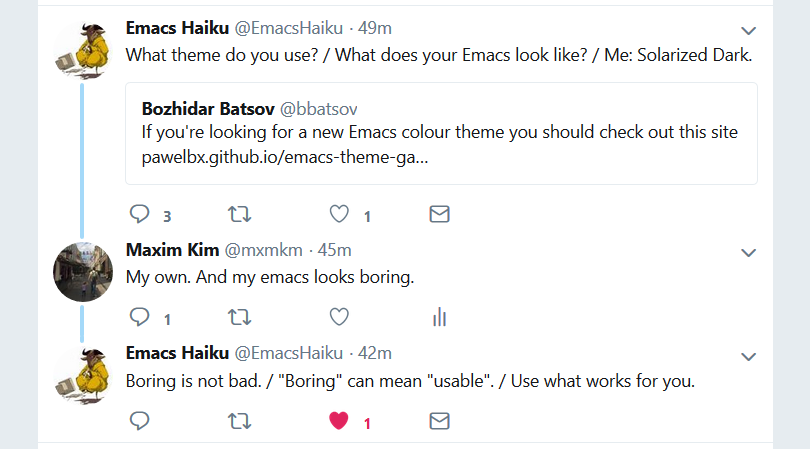 Emacs Haiku @EmacsHaiku · 49m
What theme do you use? / What does your Emacs look like? / Me: Solarized Dark.
Bozhidar Batsov @bbatsov
If you're looking for a new Emacs colour theme you should check out this site
pawelbx.github.io/emacs-theme-ga...
3 1
Maxim Kim @mxmkm · 45m
My own. And my emacs looks boring.
1
Emacs Haiku @EmacsHaiku · 42m
Boring is not bad. / "Boring" can mean "usable". / Use what works for you.
1